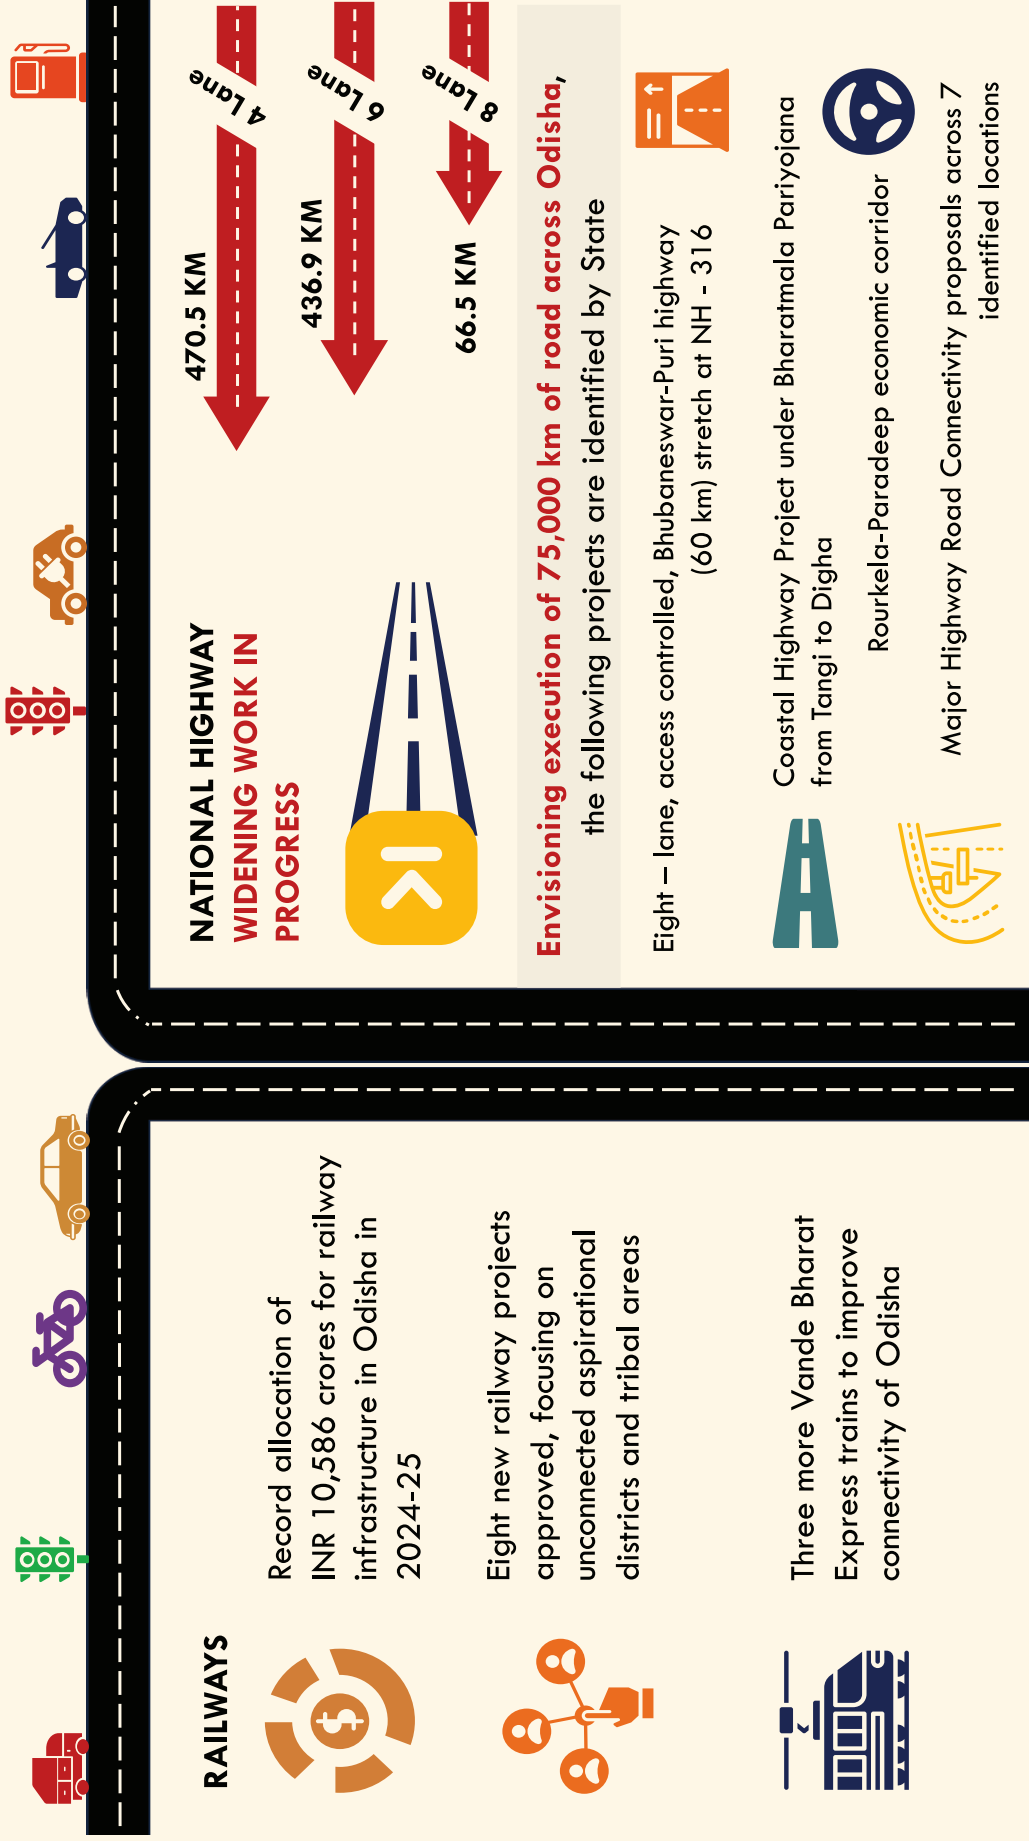 RAILWAYS
Record allocation of
INR 10,586 crores for railway
infrastructure in Odisha in
2024-25
Eight new railway projects
approved, focusing on
unconnected aspirational
districts and tribal areas
Three more Vande Bharat
Express trains to improve
connectivity of Odisha
NATIONAL HIGHWAY
WIDENING WORK IN
PROGRESS
470.5 KM
4 Lane
436.9 KM
6 Lane
66.5 KM
8 Lane
Envisioning execution of 75,000 km of road across Odisha,
the following projects are identified by State
Eight – lane, access controlled, Bhubaneswar-Puri highway
(60 km) stretch at NH - 316
Coastal Highway Project under Bharatmala Pariyojana
from Tangi to Digha
Rourkela-Paradeep economic corridor
Major Highway Road Connectivity proposals across 7
identified locations